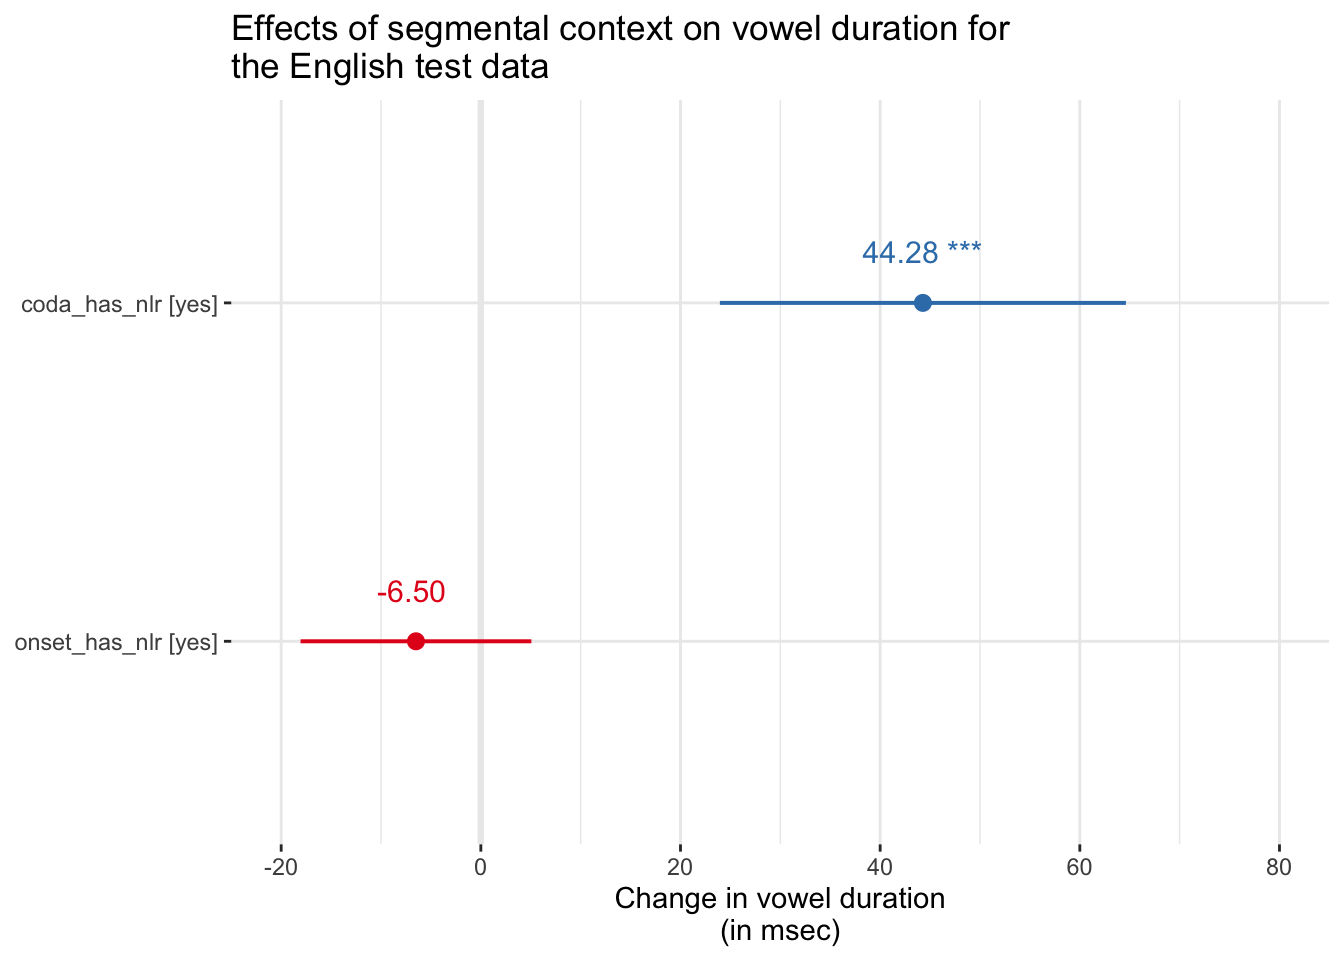 Effects of segmental context on vowel duration for
the English test data
44.28 ***
coda_has_nlr [yes]
-6.50
onset_has_nlr [yes]
-20 0 20 40 60 80
Change in vowel duration
(in msec)